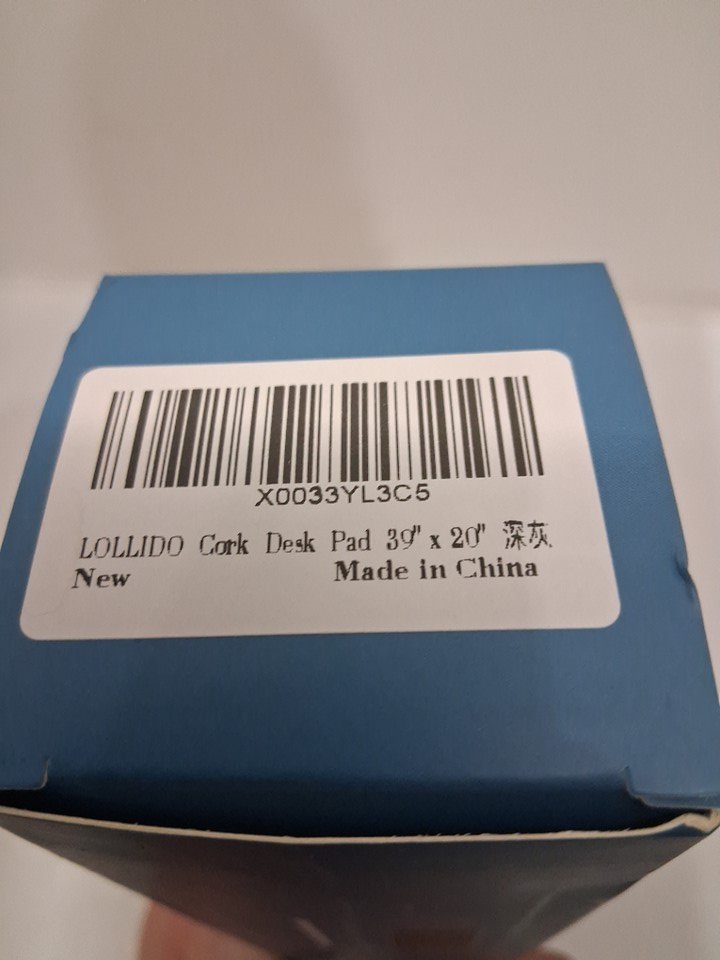 X0033YL3C5
LOLLIDO Cork Desk Pad 39" x 20" 深灰
New Made in China